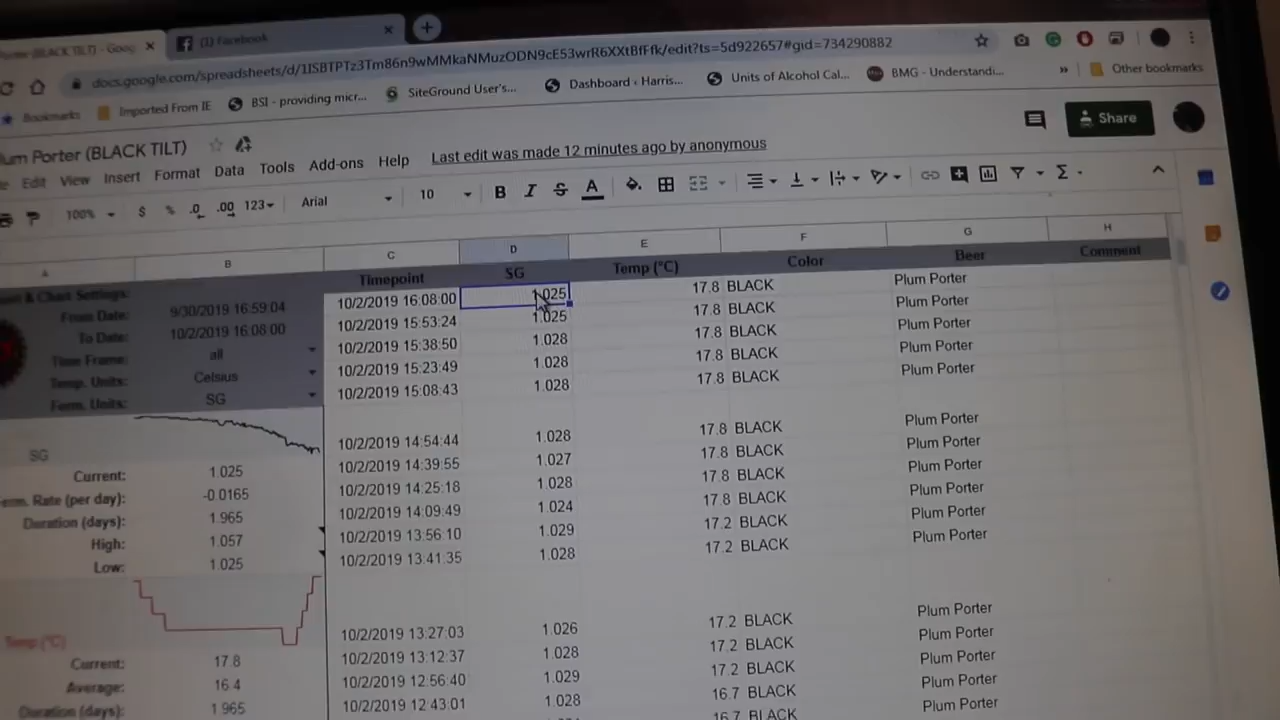 (BLACK TILT) - Goog × (1) Facebook × +
docs.google.com/spreadsheets/d/1JSBTPTz3Tm86n9wMMkaNMuzODN9cE53wrR6XXtBfFfk/edit?ts=5d922657#gid=734290882
Bookmarks Imported From IE BSI - providing micr... SiteGround User's... Dashboard ‹ Harris... Units of Alcohol Cal... BMG - Understandi... » Other bookmarks
lum Porter (BLACK TILT)
Share
Edit View Insert Format Data Tools Add-ons Help Last edit was made 12 minutes ago by anonymous
100% $ % .0 .00 123 Arial 10 B I S A Σ
A B C D E F G H
& Chart Settings: Timepoint SG Temp (°C) Color Beer Comment
From Date: 9/30/2019 16:59:04 10/2/2019 16:08:00 1.025 17.8 BLACK Plum Porter
To Date: 10/2/2019 16:08:00 10/2/2019 15:53:24 1.025 17.8 BLACK Plum Porter
Time Frame: all 10/2/2019 15:38:50 1.028 17.8 BLACK Plum Porter
Temp. Units: Celsius 10/2/2019 15:23:49 1.028 17.8 BLACK Plum Porter
Ferm. Units: SG 10/2/2019 15:08:43 1.028 17.8 BLACK Plum Porter
SG 10/2/2019 14:54:44 1.028 17.8 BLACK Plum Porter
Current: 1.025 10/2/2019 14:39:55 1.027 17.8 BLACK Plum Porter
Rate (per day): -0.0165 10/2/2019 14:25:18 1.028 17.8 BLACK Plum Porter
Duration (days): 1.965 10/2/2019 14:09:49 1.024 17.8 BLACK Plum Porter
High: 1.057 10/2/2019 13:56:10 1.029 17.2 BLACK Plum Porter
Low: 1.025 10/2/2019 13:41:35 1.028 17.2 BLACK Plum Porter
Temp (°C) 10/2/2019 13:27:03 1.026 17.2 BLACK Plum Porter
Current: 17.8 10/2/2019 13:12:37 1.028 17.2 BLACK Plum Porter
Average: 16.4 10/2/2019 12:56:40 1.029 17.2 BLACK Plum Porter
Duration (days): 1.965 10/2/2019 12:43:01 1.028 16.7 BLACK Plum Porter
16.7 BLACK Plum Porter